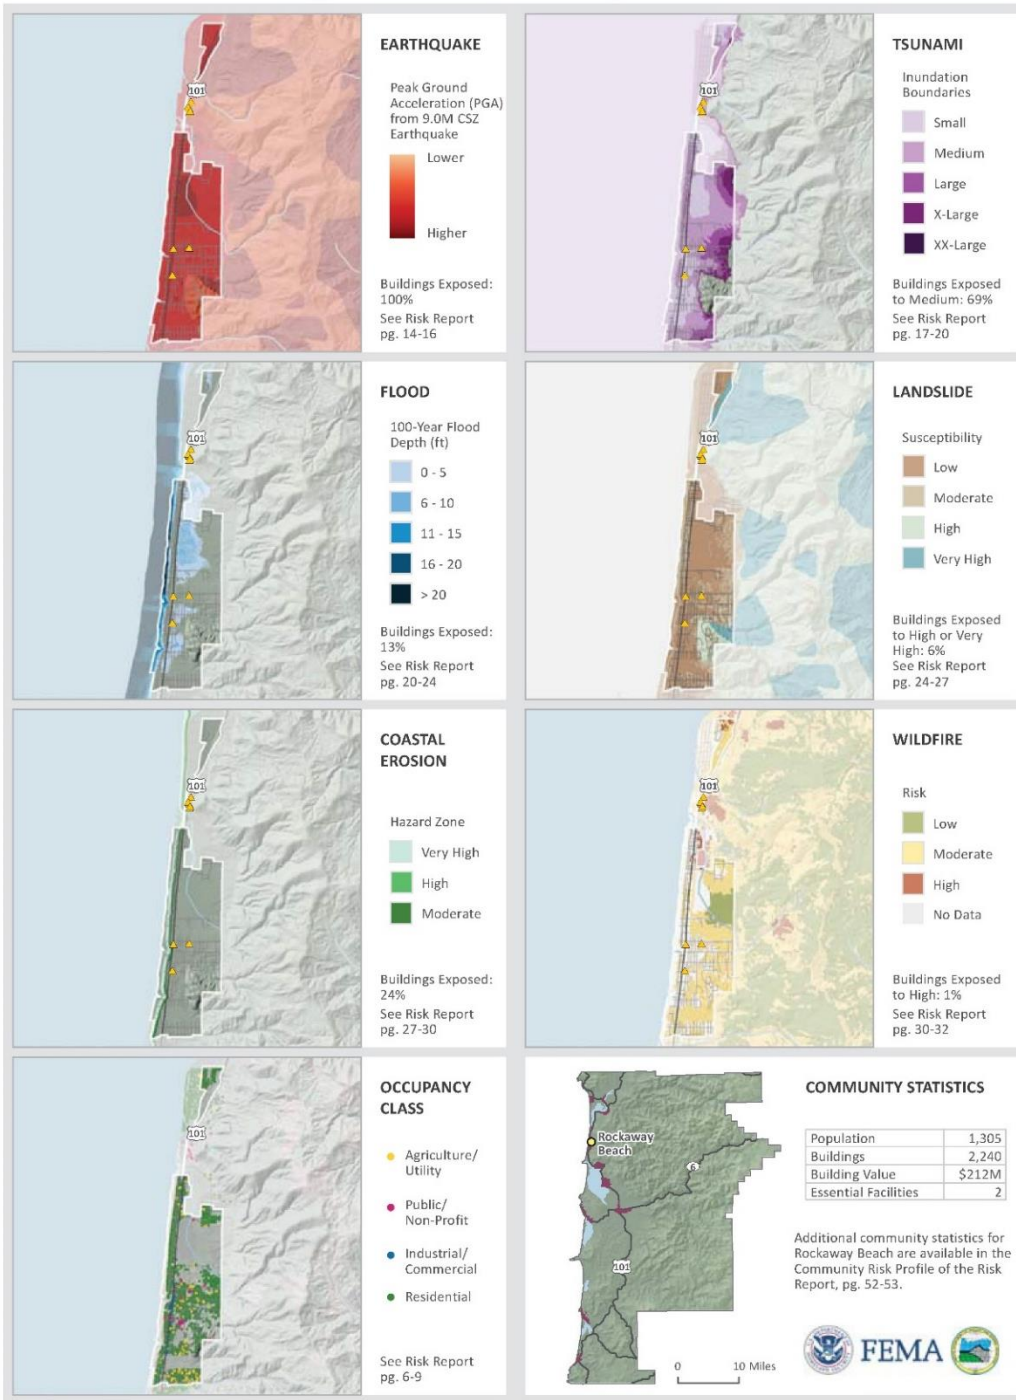 EARTHQUAKE
Peak Ground
Acceleration (PGA)
from 9.0M CSZ
Earthquake
Lower
Higher
Buildings Exposed:
100%
See Risk Report
pg. 14-16
101
TSUNAMI
Inundation
Boundaries
Small
Medium
Large
X-Large
XX-Large
Buildings Exposed
to Medium: 69%
See Risk Report
pg. 17-20
101
FLOOD
100-Year Flood
Depth (ft)
0 - 5
6 - 10
11 - 15
16 - 20
> 20
Buildings Exposed:
13%
See Risk Report
pg. 20-24
101
LANDSLIDE
Susceptibility
Low
Moderate
High
Very High
Buildings Exposed
to High or Very
High: 6%
See Risk Report
pg. 24-27
101
COASTAL
EROSION
Hazard Zone
Very High
High
Moderate
Buildings Exposed:
24%
See Risk Report
pg. 27-30
101
WILDFIRE
Risk
Low
Moderate
High
No Data
Buildings Exposed
to High: 1%
See Risk Report
pg. 30-32
101
OCCUPANCY
CLASS
Agriculture/
Utility
Public/
Non-Profit
Industrial/
Commercial
Residential
See Risk Report
pg. 6-9
101
Rockaway
Beach
6
101
0 10 Miles
COMMUNITY STATISTICS
Population 1,305
Buildings 2,240
Building Value $212M
Essential Facilities 2
Additional community statistics for
Rockaway Beach are available in the
Community Risk Profile of the Risk
Report, pg. 52-53.
FEMA